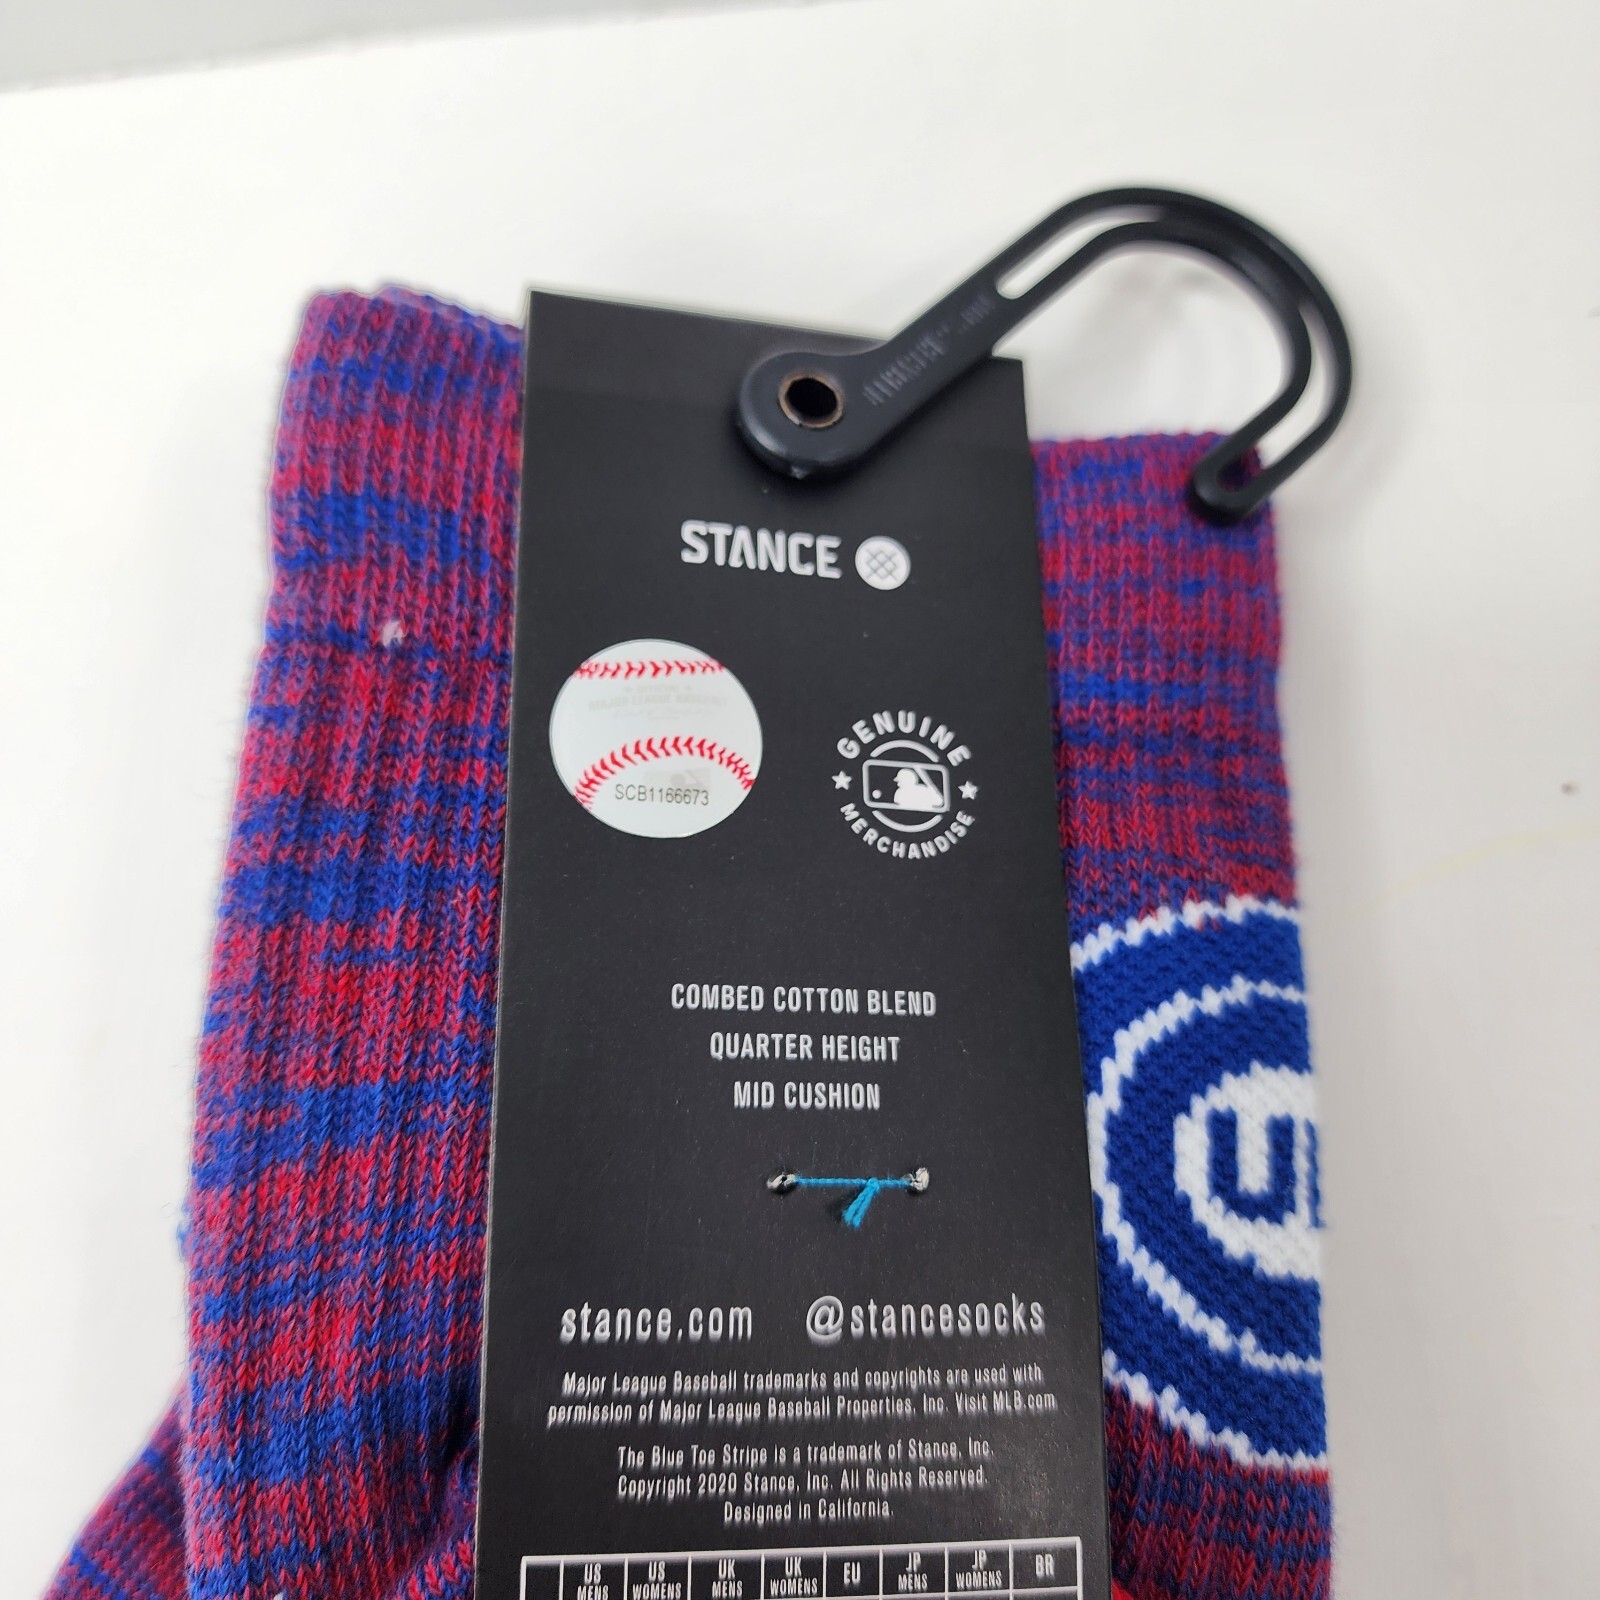 STANCE
SCB1166673
GENUINE
MERCHANDISE
COMBED COTTON BLEND
QUARTER HEIGHT
MID CUSHION
stance.com @stancesocks
Major League Baseball trademarks and copyrights are used with
permission of Major League Baseball Properties, Inc. Visit MLB.com
The Blue Toe Stripe is a trademark of Stance, Inc.
Copyright 2020 Stance, Inc. All Rights Reserved.
Designed in California.
US MENS US WOMENS UK MENS UK WOMENS EU JP MENS JP WOMENS BR